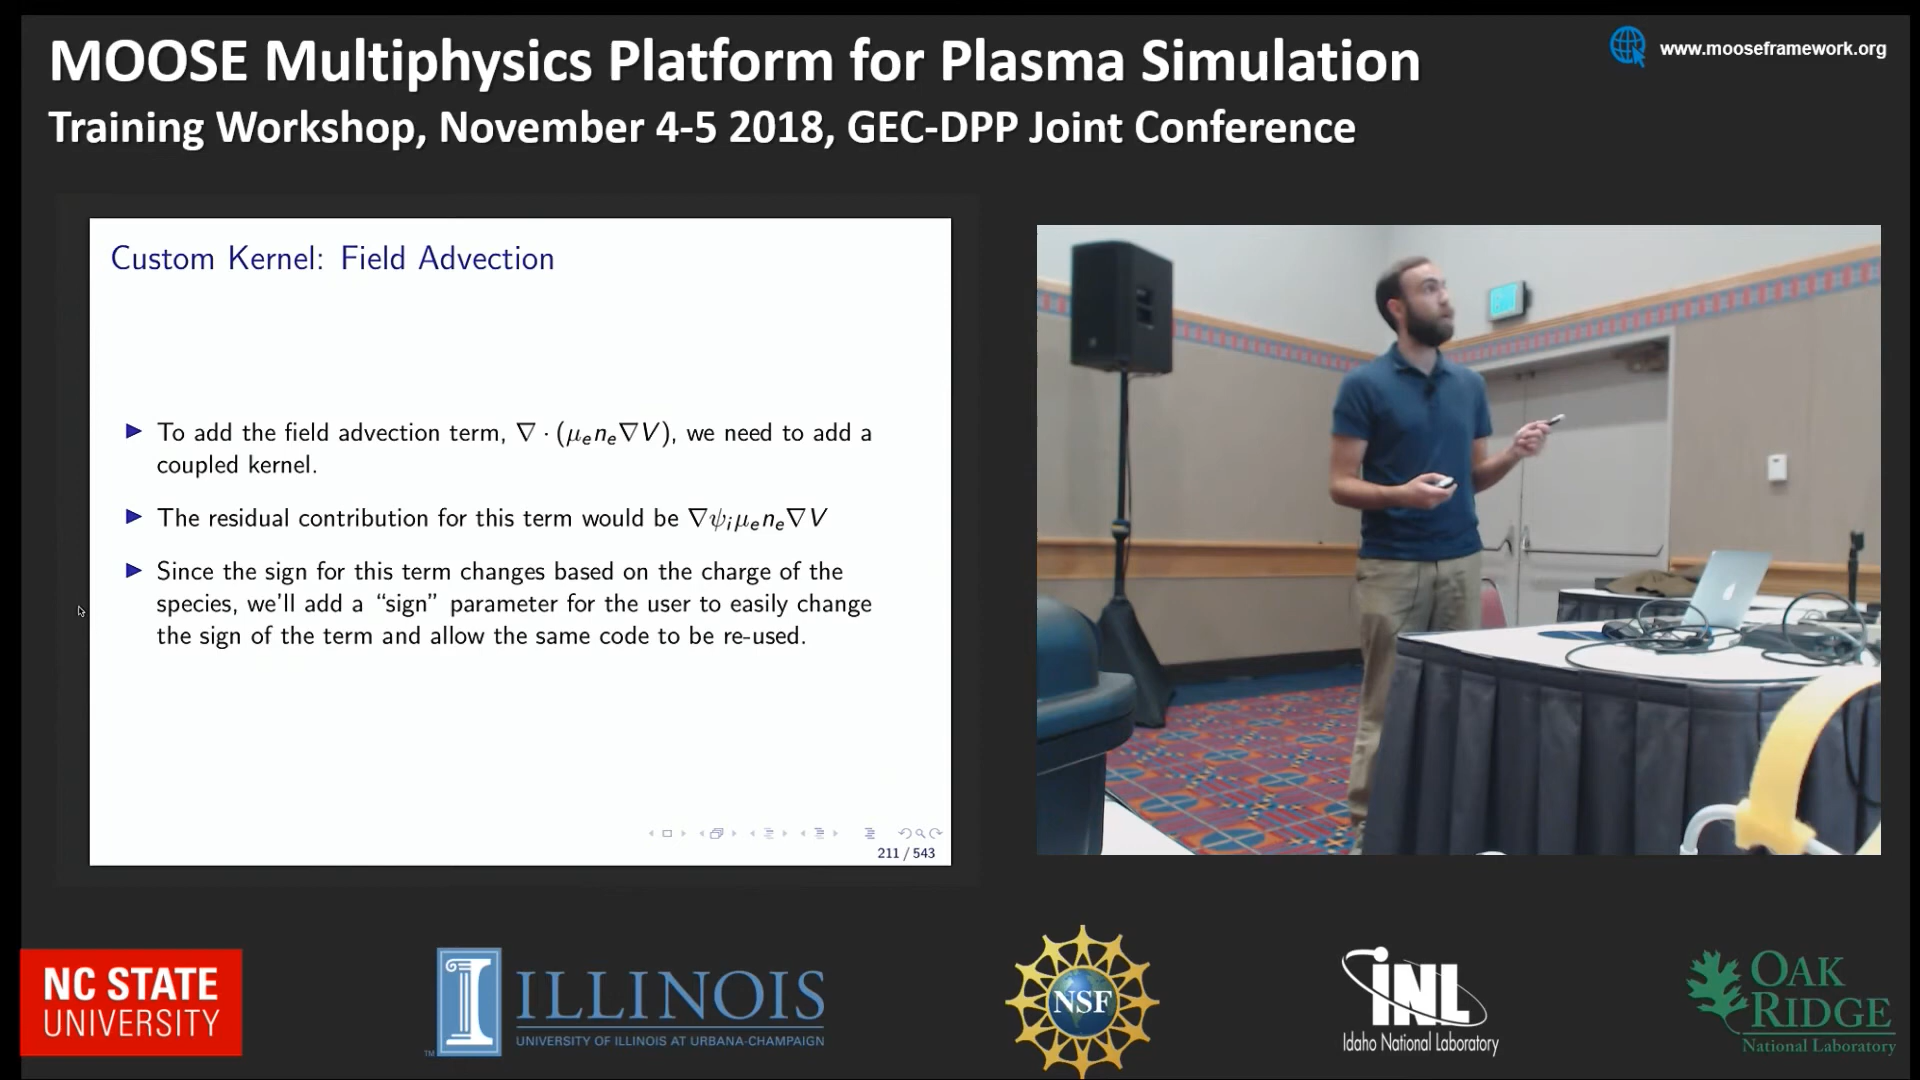 MOOSE Multiphysics Platform for Plasma Simulation
www.mooseframework.org
Training Workshop, November 4-5 2018, GEC-DPP Joint Conference
Custom Kernel: Field Advection
To add the field advection term, ∇ · (μₑnₑ∇V), we need to add a
coupled kernel.
The residual contribution for this term would be ∇ψᵢμₑnₑ∇V
Since the sign for this term changes based on the charge of the
species, we'll add a “sign” parameter for the user to easily change
the sign of the term and allow the same code to be re-used.
211 / 543
NC STATE
UNIVERSITY
I ILLINOIS
UNIVERSITY OF ILLINOIS AT URBANA-CHAMPAIGN
TM
NSF
INL
Idaho National Laboratory
OAK
RIDGE
National Laboratory